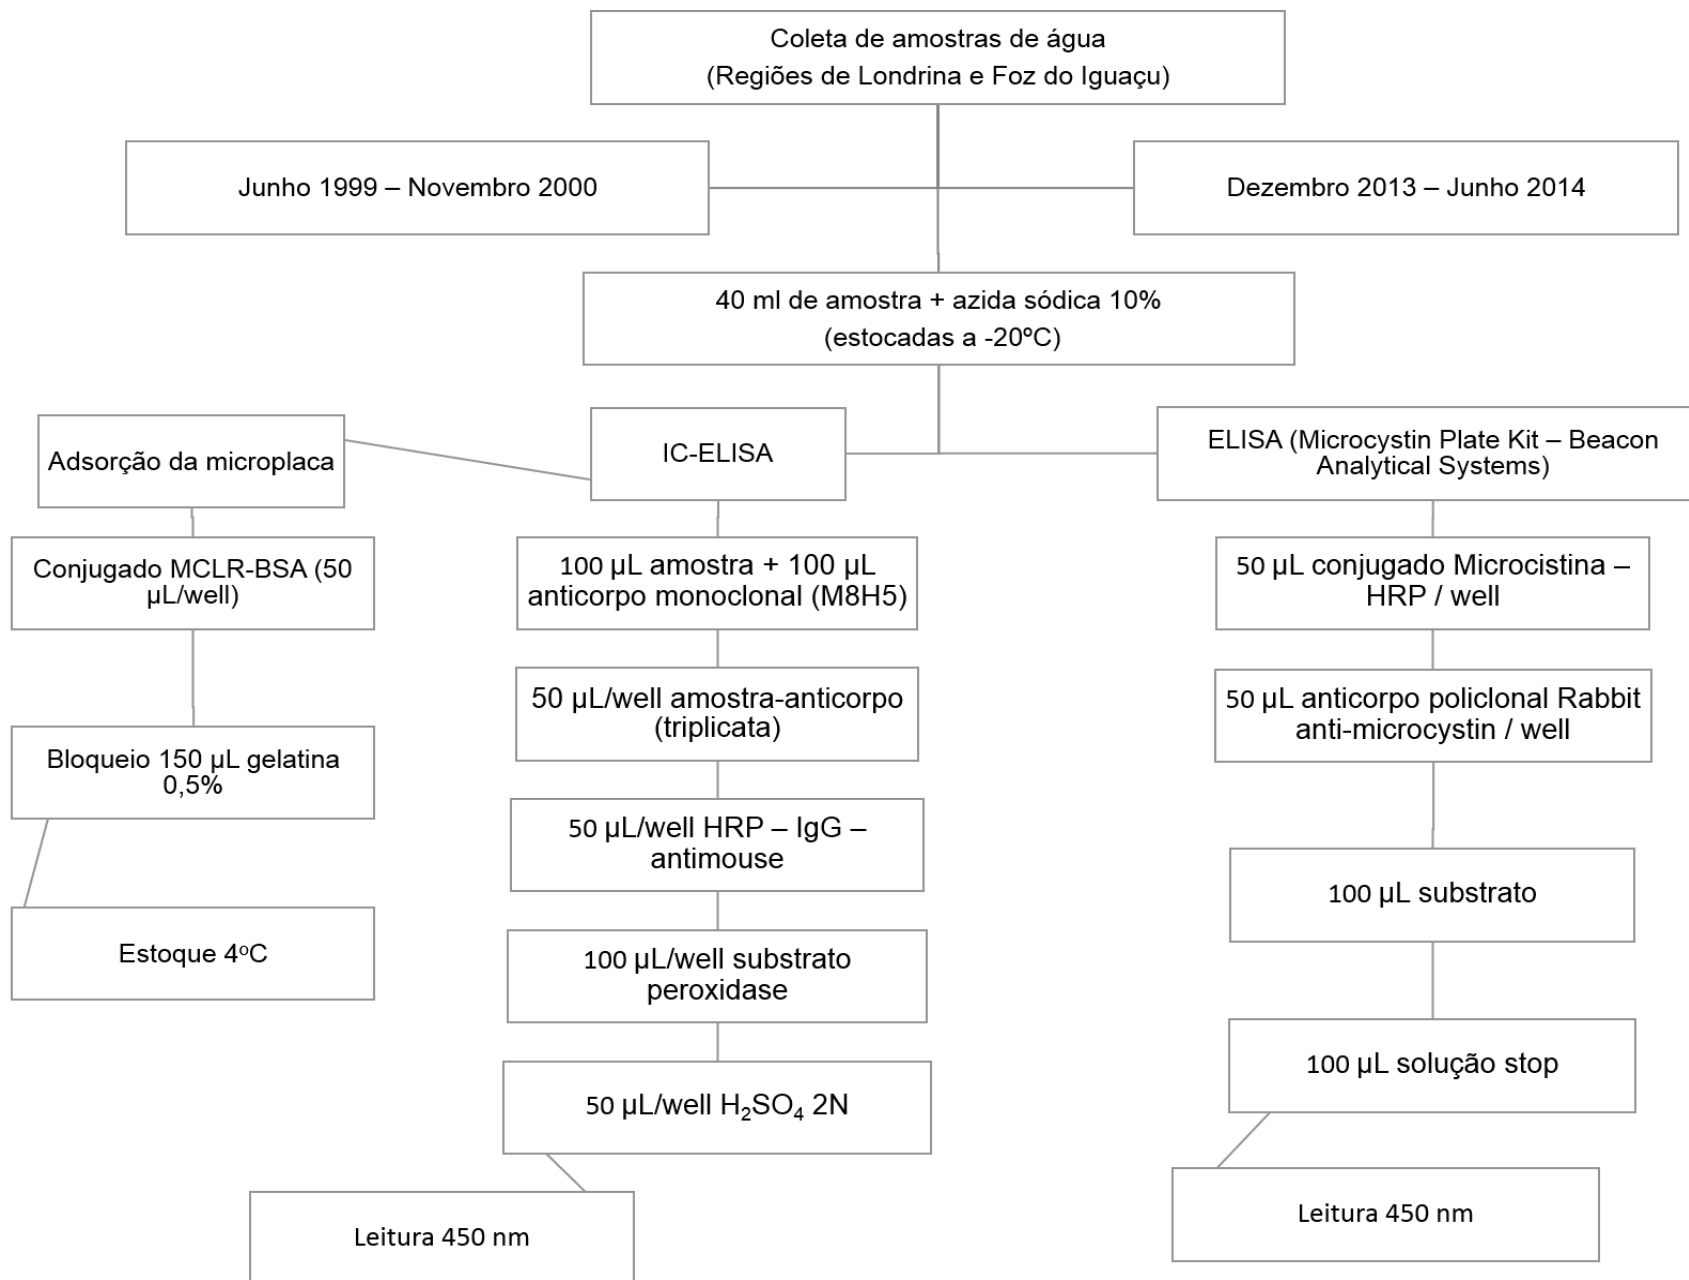 Coleta de amostras de água
(Regiões de Londrina e Foz do Iguaçu)
Junho 1999 – Novembro 2000
Dezembro 2013 – Junho 2014
40 ml de amostra + azida sódica 10%
(estocadas a -20ºC)
Adsorção da microplaca
IC-ELISA
ELISA (Microcystin Plate Kit – Beacon
Analytical Systems)
Conjugado MCLR-BSA (50
µL/well)
100 µL amostra + 100 µL
anticorpo monoclonal (M8H5)
50 µL conjugado Microcistina –
HRP / well
50 µL/well amostra-anticorpo
(triplicata)
50 µL anticorpo policlonal Rabbit
anti-microcystin / well
Bloqueio 150 µL gelatina
0,5%
50 µL/well HRP – IgG –
antimouse
100 µL substrato
Estoque 4ºC
100 µL/well substrato
peroxidase
100 µL solução stop
50 µL/well H₂SO₄ 2N
Leitura 450 nm
Leitura 450 nm